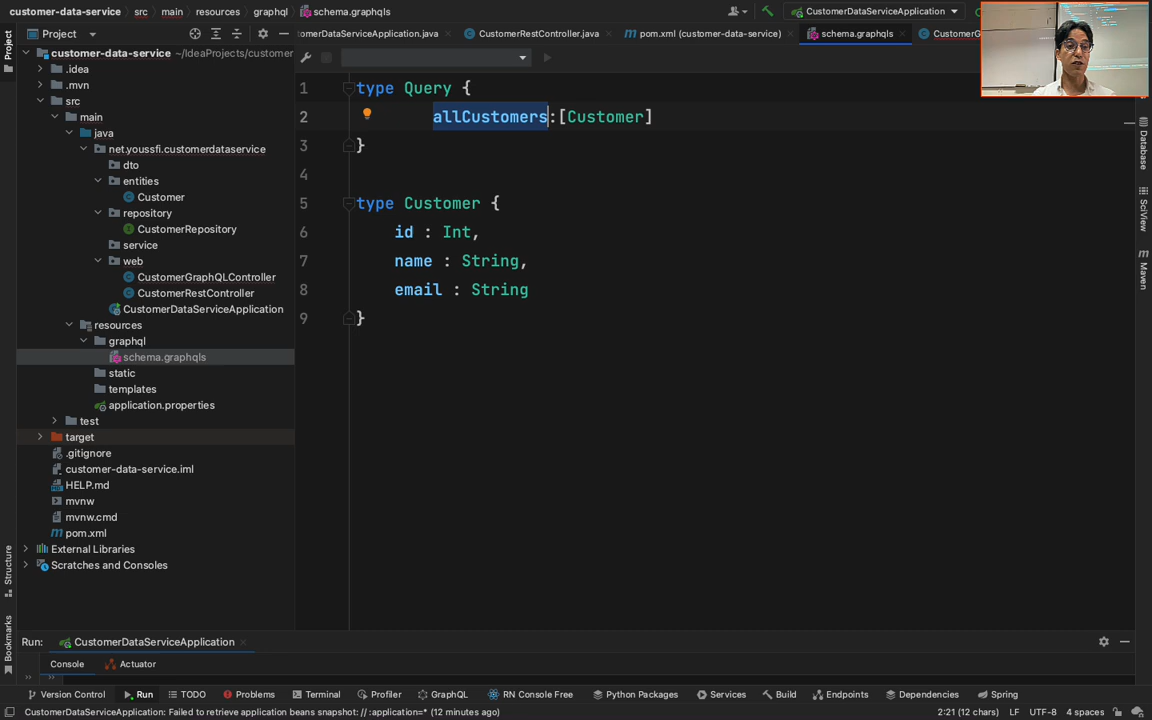 customer-data-service
src
main
resources
graphql
schema.graphqls
CustomerDataServiceApplication
Project
Project
tomerDataServiceApplication.java
CustomerRestController.java
pom.xml (customer-data-service)
schema.graphqls
CustomerG
customer-data-service ~/IdeaProjects/customer
.idea
.mvn
src
main
java
net.youssfi.customerdataservice
dto
entities
Customer
repository
CustomerRepository
service
web
CustomerGraphQLController
CustomerRestController
CustomerDataServiceApplication
resources
graphql
schema.graphqls
static
templates
application.properties
test
target
.gitignore
customer-data-service.iml
HELP.md
mvnw
mvnw.cmd
pom.xml
External Libraries
Scratches and Consoles
1 type Query {
2 allCustomers:[Customer]
3 }
4
5 type Customer {
6 id : Int,
7 name : String,
8 email : String
9 }
Database
SciView
Maven
Structure
Bookmarks
Run:
CustomerDataServiceApplication
Console
Actuator
Version Control
Run
TODO
Problems
Terminal
Profiler
GraphQL
RN Console Free
Python Packages
Services
Build
Endpoints
Dependencies
Spring
CustomerDataServiceApplication: Failed to retrieve application beans snapshot: // :application=* (12 minutes ago)
2:21 (12 chars)
LF
UTF-8
4 spaces